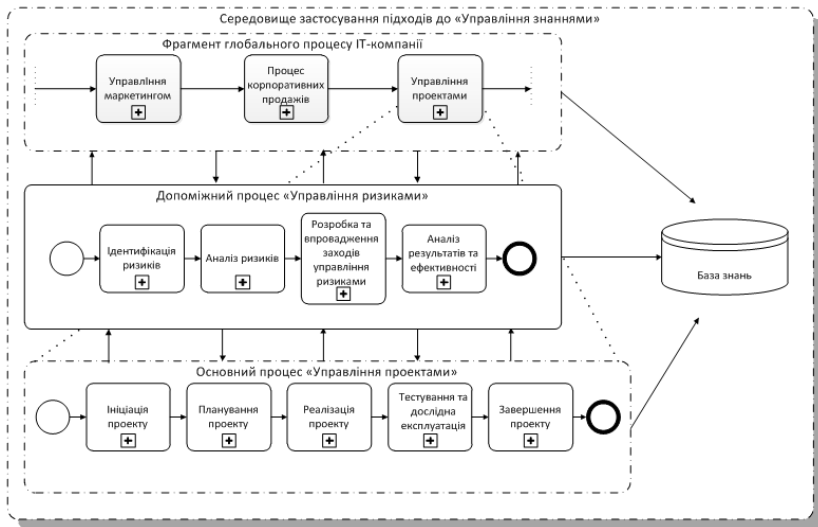 Середовище застосування підходів до «Управління знаннями»
Фрагмент глобального процесу ІТ-компанії
Управління
маркетингом
Процес
корпоративних
продажів
Управління
проектами
Допоміжний процес «Управління ризиками»
Ідентифікація
ризиків
Аналіз ризиків
Розробка та
впровадження
заходів
управління
ризиками
Аналіз
результатів та
ефективності
База знань
Основний процес «Управління проектами»
Ініціація
проекту
Планування
проекту
Реалізація
проекту
Тестування та
дослідна
експлуатація
Завершення
проекту